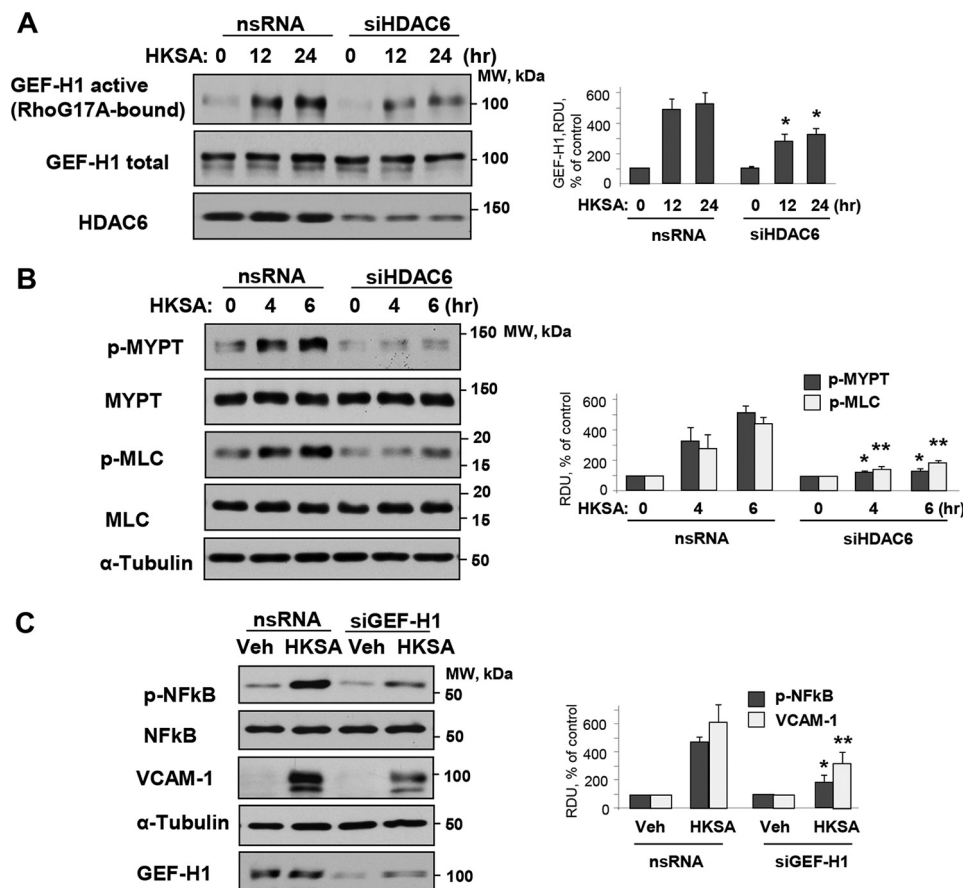 A
nsRNA siHDAC6
HKSA: 0 12 24 0 12 24 (hr)
MW, kDa
GEF-H1 active
(RhoG17A-bound)
100
GEF-H1 total
100
HDAC6
150
GEF-H1,RDU,
% of control
600
400
200
0
* *
HKSA: 0 12 24 0 12 24 (hr)
nsRNA siHDAC6
B
nsRNA siHDAC6
HKSA: 0 4 6 0 4 6 (hr)
150 MW, kDa
p-MYPT
MYPT
150
p-MLC
20
15
MLC
20
15
α-Tubulin
50
p-MYPT
p-MLC
RDU, % of control
600
400
200
0
* ** * **
HKSA: 0 4 6 0 4 6 (hr)
nsRNA siHDAC6
C
nsRNA siGEF-H1
Veh HKSA Veh HKSA
MW, kDa
p-NFkB
50
NFkB
50
VCAM-1
100
α-Tubulin
50
GEF-H1
100
p-NFkB
VCAM-1
RDU, % of control
600
400
200
0
* **
Veh HKSA Veh HKSA
nsRNA siGEF-H1